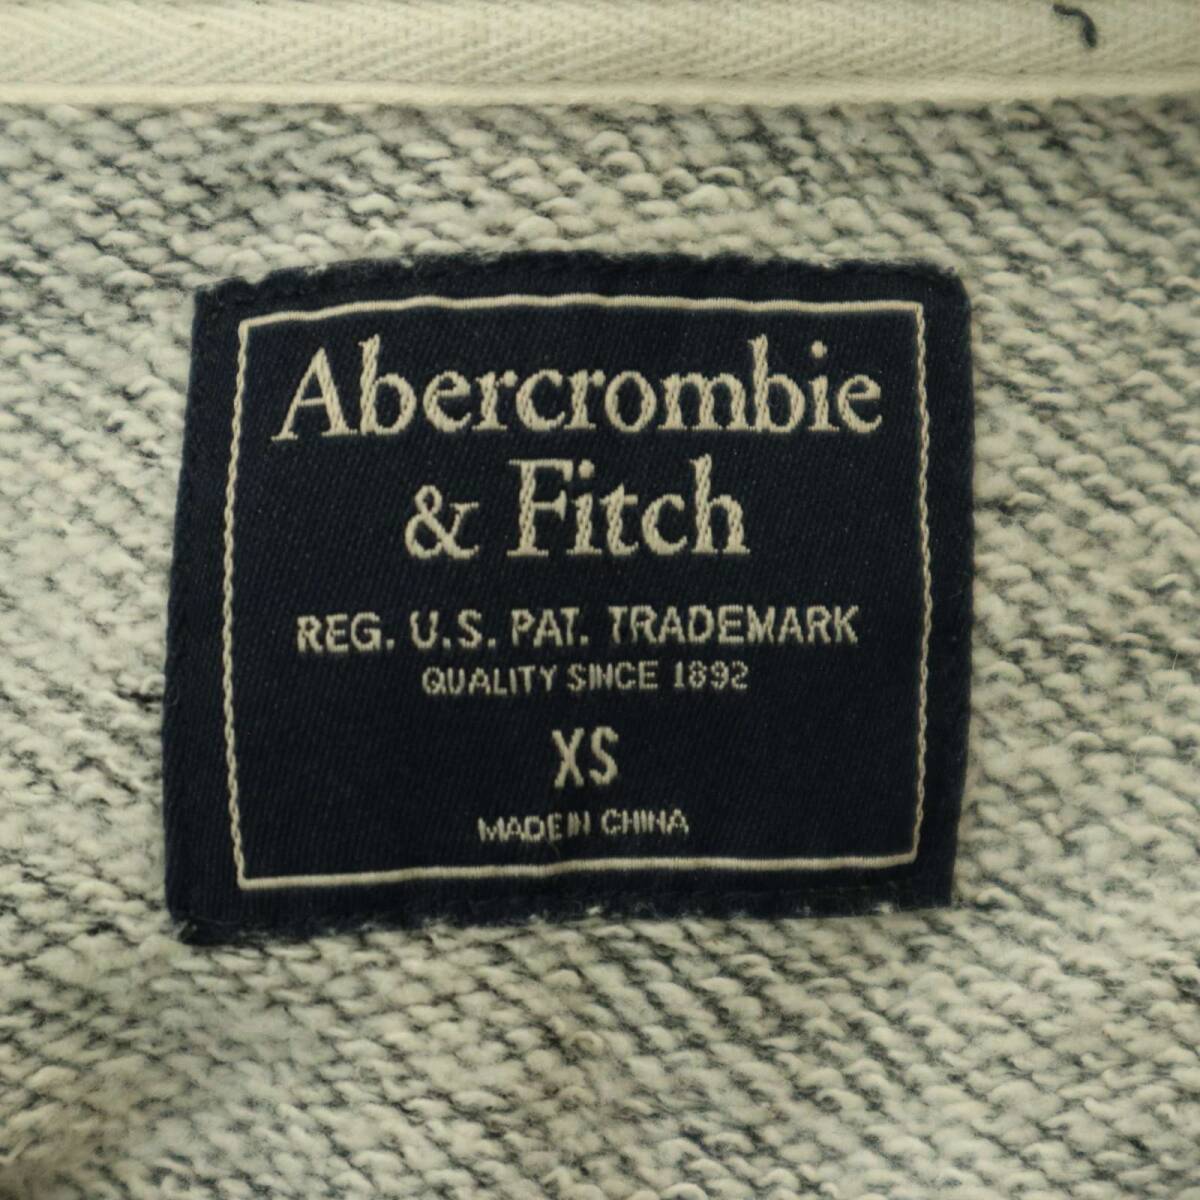 Abercrombie
& Fitch
REG. U.S. PAT. TRADEMARK
QUALITY SINCE 1892
XS
MADE IN CHINA